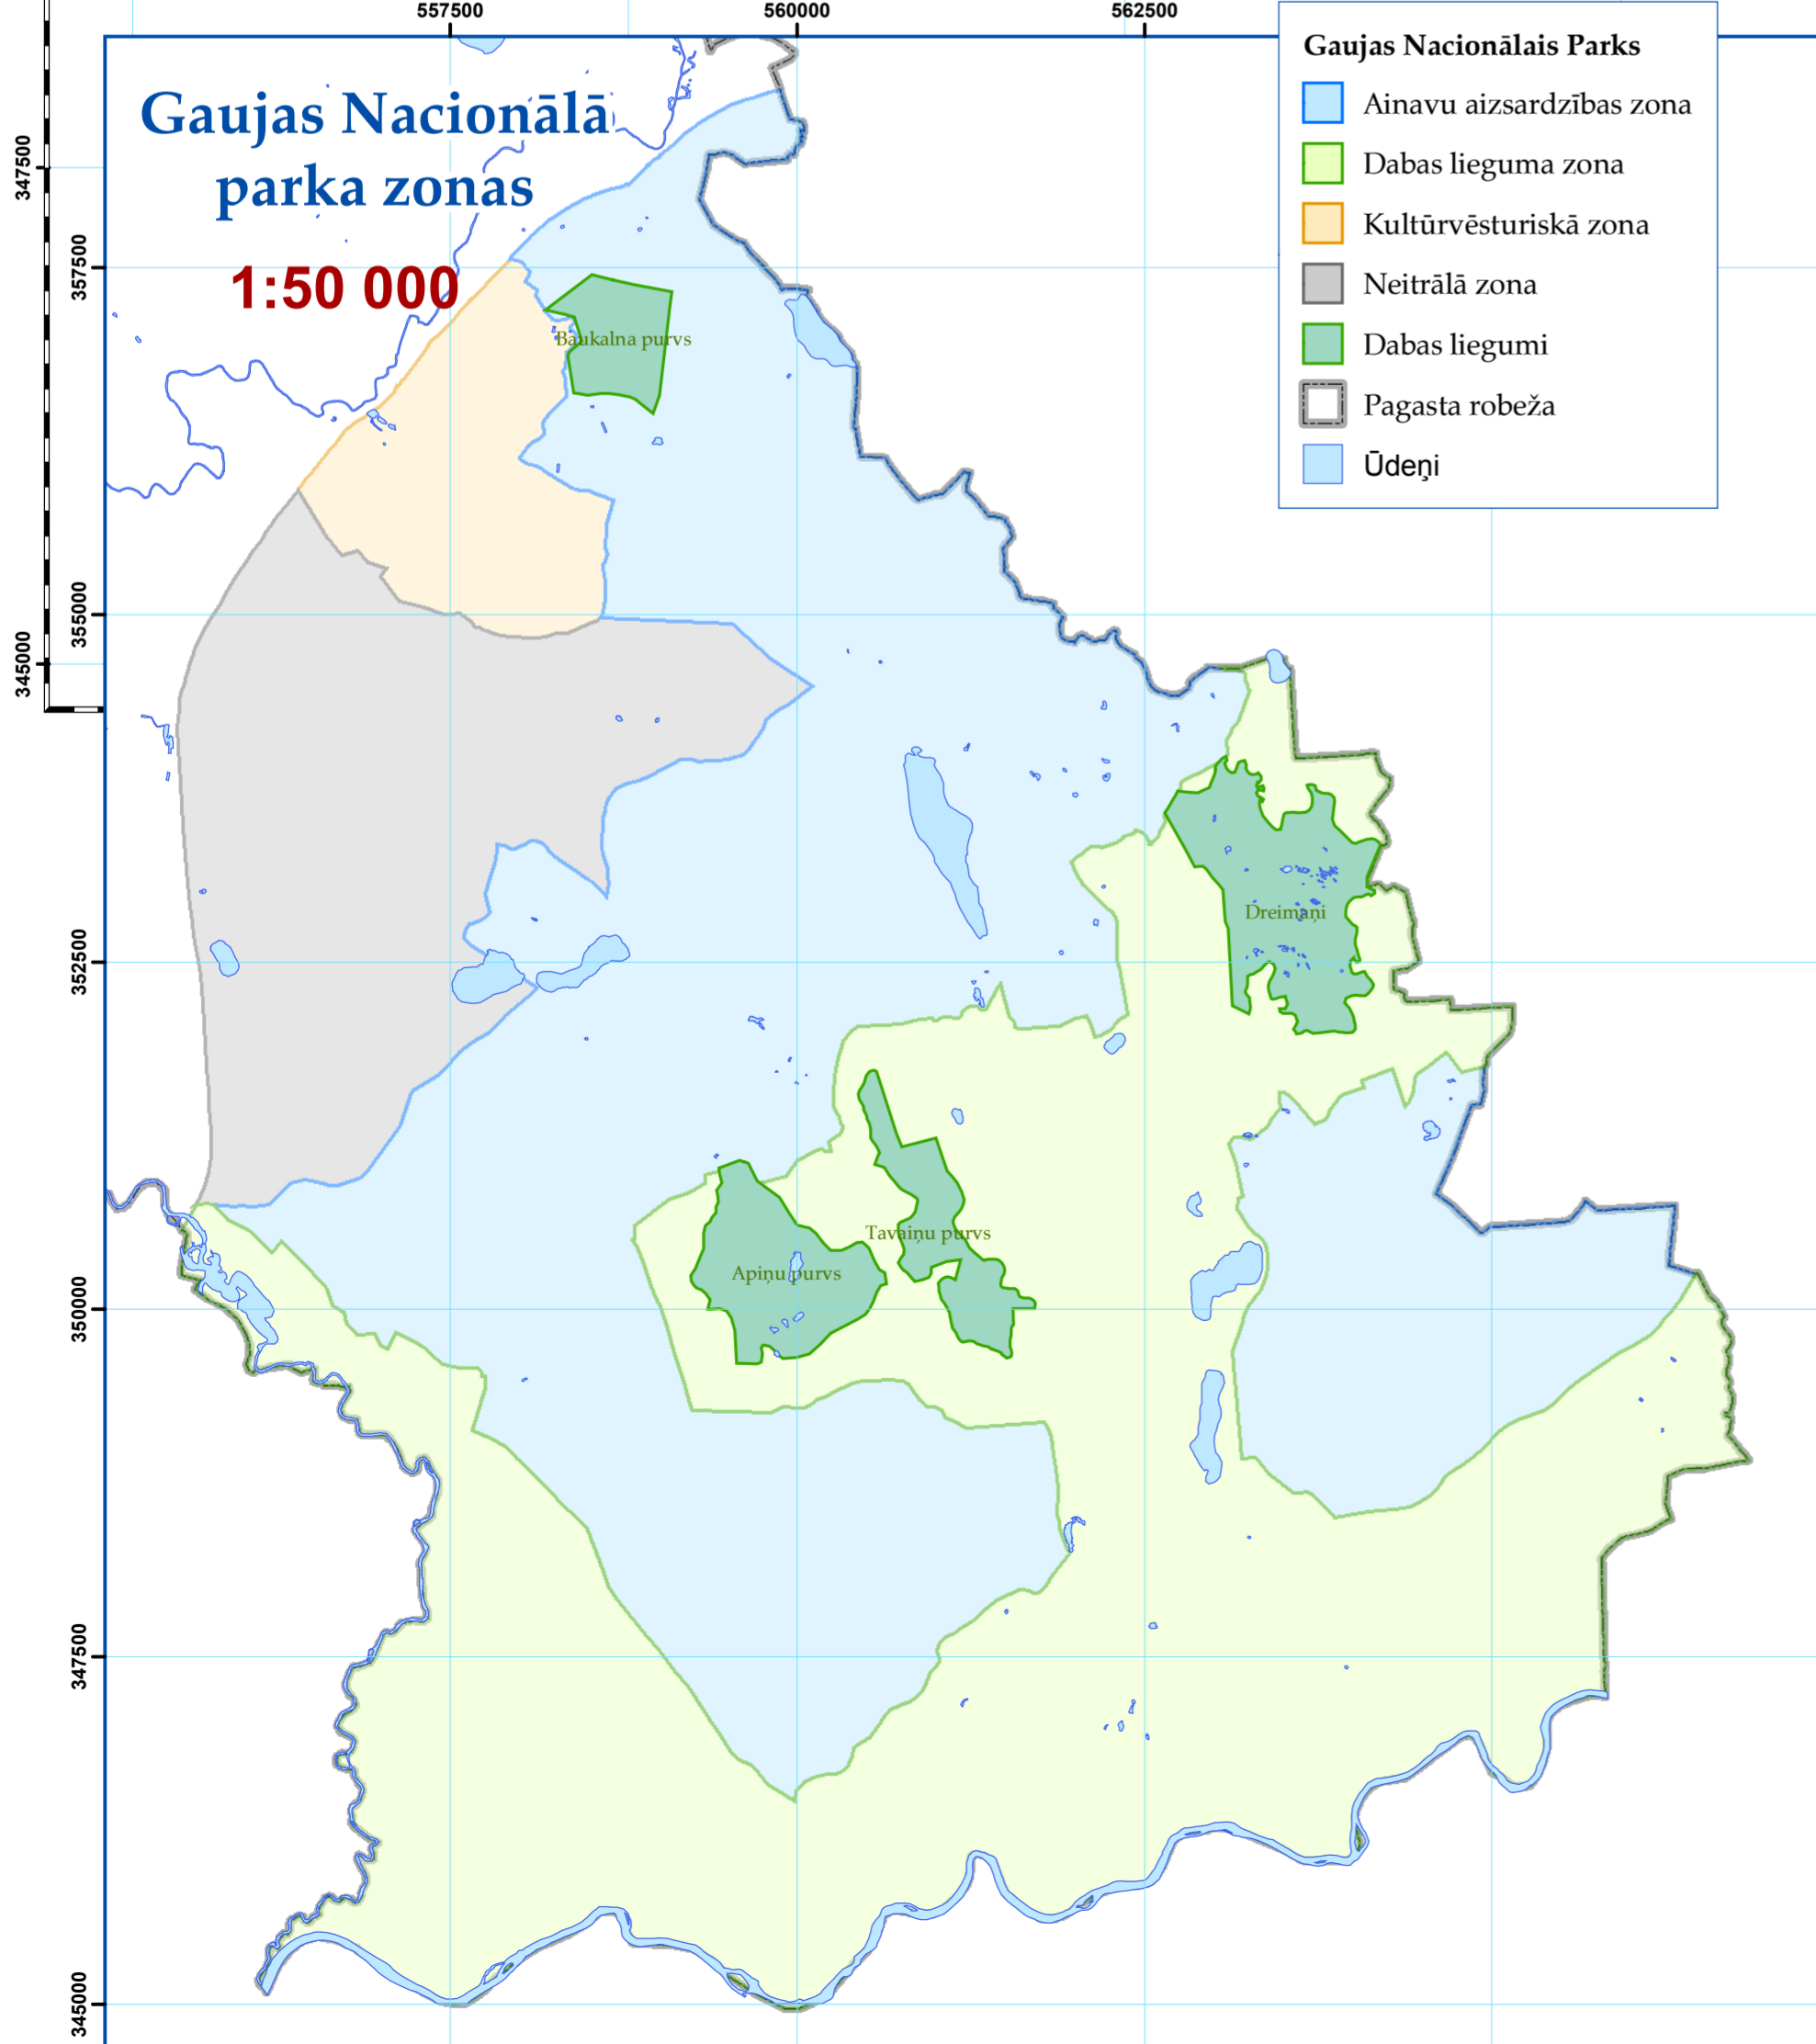 557500
560000
562500
Gaujas Nacionālā
parka zonas
1:50 000
Gaujas Nacionālais Parks
Ainavu aizsardzības zona
Dabas lieguma zona
Kultūrvēsturiskā zona
Neitrālā zona
Dabas liegumi
Pagasta robeža
Ūdeņi
347500
357500
355000
345000
352500
350000
347500
345000
Baukalna purvs
Dreimaņi
Tavaiņu purvs
Apiņu purvs